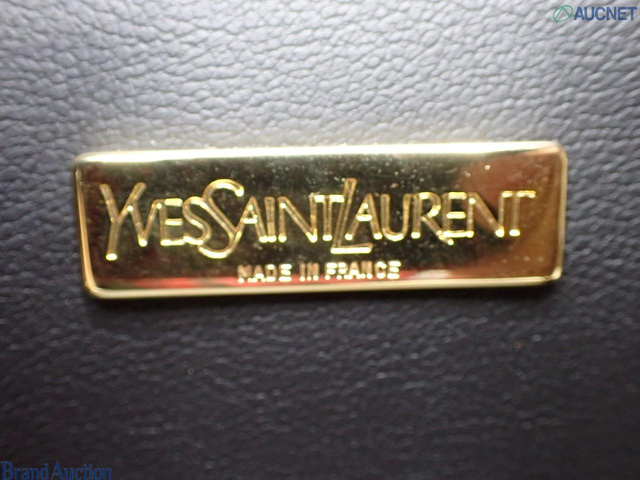 AUCNET
YVESSAINTLAURENT
MADE IN FRANCE
Brand Auction